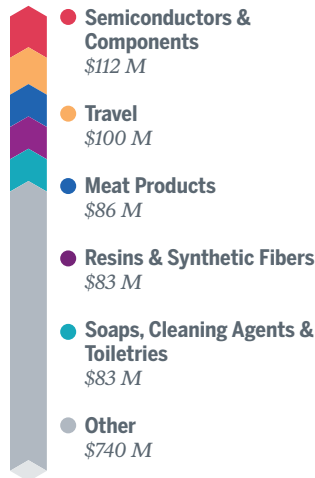 Semiconductors &
Components
$112 M
Travel
$100 M
Meat Products
$86 M
Resins & Synthetic Fibers
$83 M
Soaps, Cleaning Agents &
Toiletries
$83 M
Other
$740 M